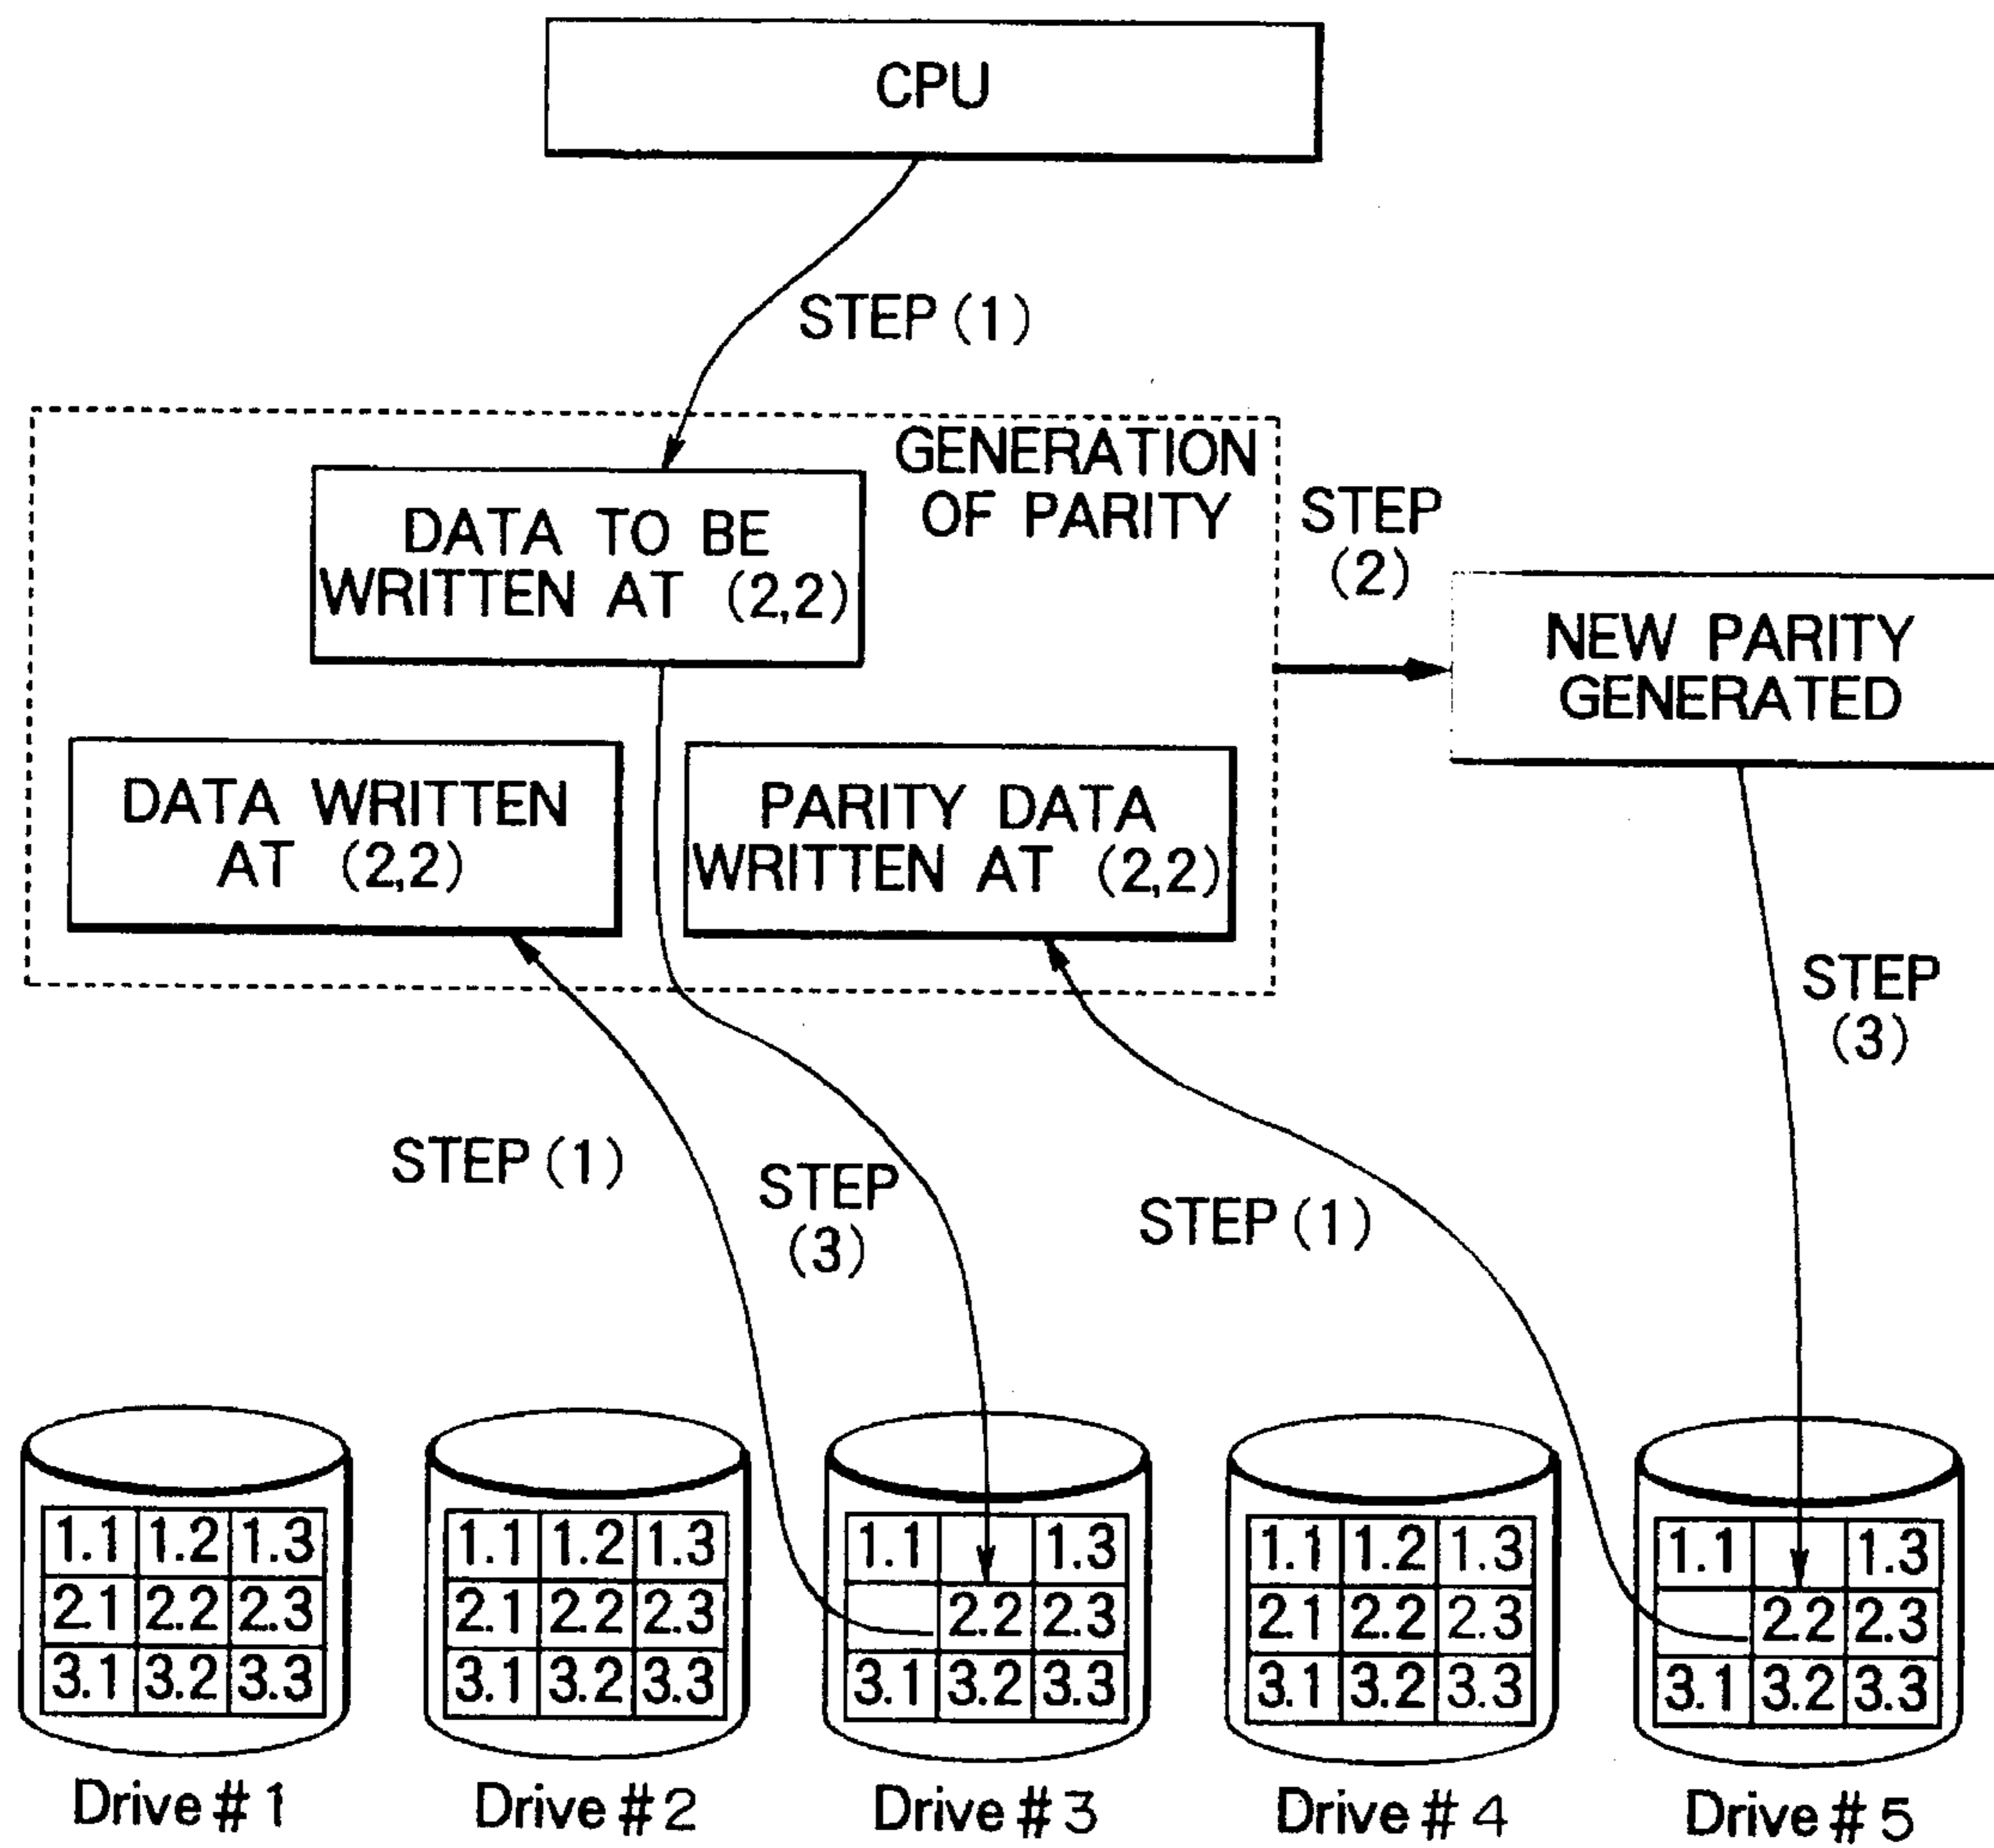 CPU
STEP (1)
GENERATION
OF PARITY
DATA TO BE
WRITTEN AT (2,2)
STEP
(2)
NEW PARITY
GENERATED
DATA WRITTEN
AT (2,2)
PARITY DATA
WRITTEN AT (2,2)
STEP
(3)
STEP (1)
STEP
(3)
STEP (1)
1.1 1.2 1.3
2.1 2.2 2.3
3.1 3.2 3.3
1.1 1.2 1.3
2.1 2.2 2.3
3.1 3.2 3.3
1.1 1.3
2.2 2.3
3.1 3.2 3.3
1.1 1.2 1.3
2.1 2.2 2.3
3.1 3.2 3.3
1.1 1.3
2.2 2.3
3.1 3.2 3.3
Drive #1
Drive #2
Drive #3
Drive #4
Drive #5